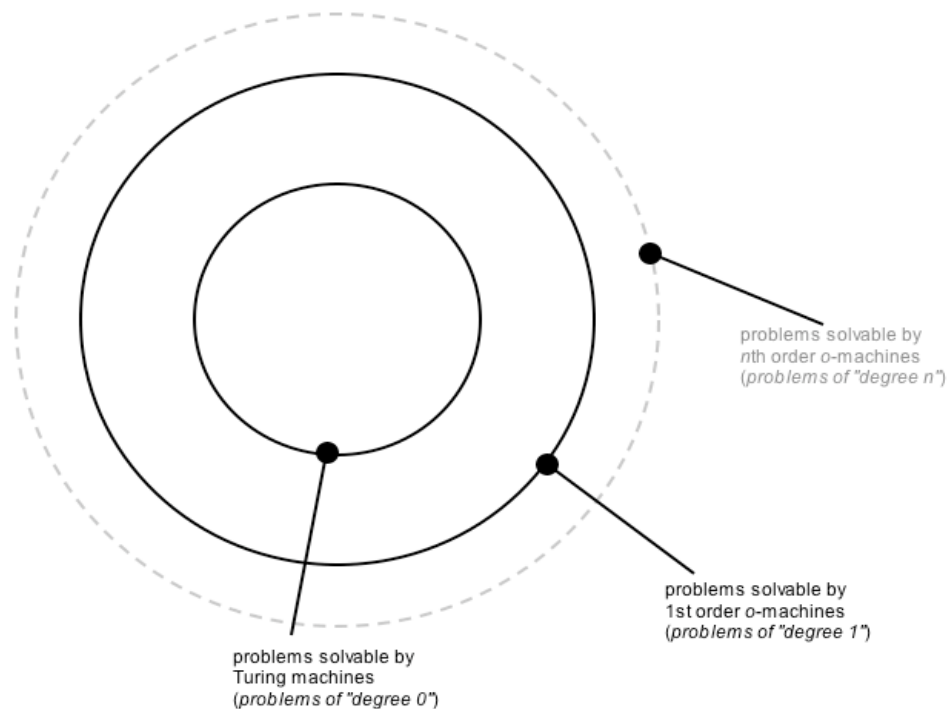 problems solvable by
nth order o-machines
(problems of "degree n")
problems solvable by
1st order o-machines
(problems of "degree 1")
problems solvable by
Turing machines
(problems of "degree 0")